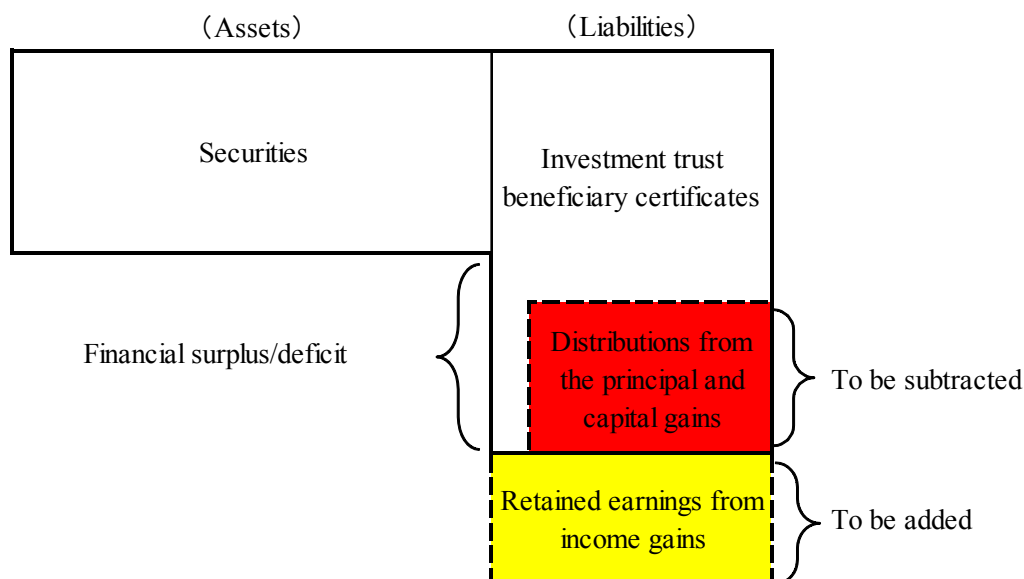 （Assets）
（Liabilities）
Securities
Investment trust
beneficiary certificates
Financial surplus/deficit
Distributions from
the principal and
capital gains
To be subtracted
Retained earnings from
income gains
To be added